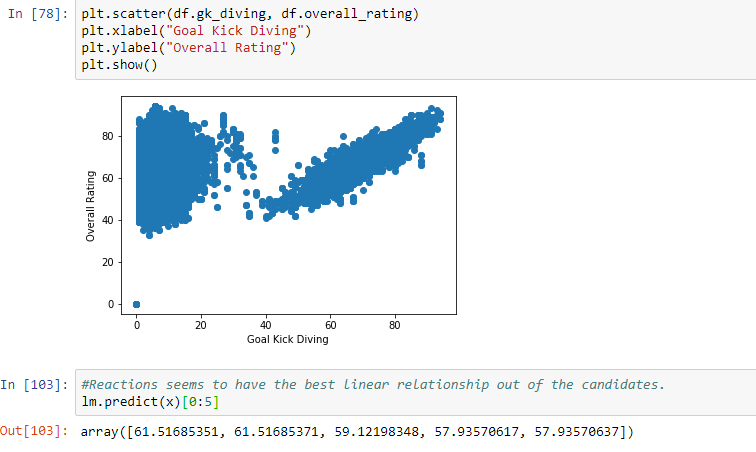 In [78]: plt.scatter(df.gk_diving, df.overall_rating)
plt.xlabel("Goal Kick Diving")
plt.ylabel("Overall Rating")
plt.show()
80
60
40
20
0
Overall Rating
0 20 40 60 80
Goal Kick Diving
In [103]: #Reactions seems to have the best linear relationship out of the candidates.
lm.predict(x)[0:5]
Out[103]: array([61.51685351, 61.51685371, 59.12198348, 57.93570617, 57.93570637])